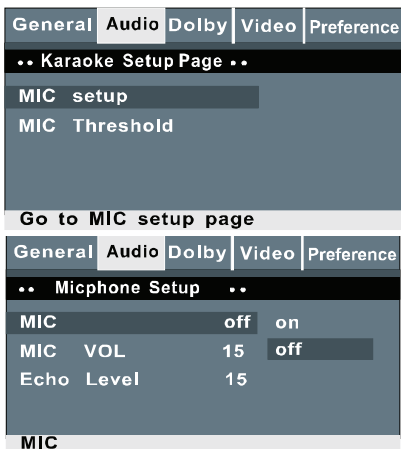 General Audio Dolby Video Preference
•• Karaoke Setup Page ••
MIC setup
MIC Threshold
Go to MIC setup page
General Audio Dolby Video Preference
•• Micphone Setup ••
MIC off on
MIC VOL 15 off
Echo Level 15
MIC